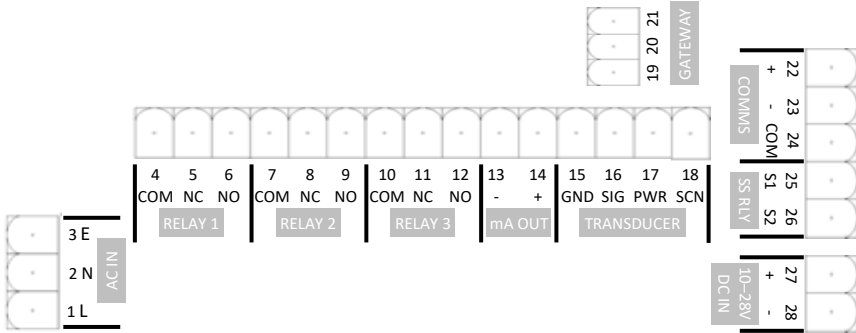 21
20
19
GATEWAY
22 +
23 -
24 COM
COMMS
25 S1
26 S2
SS RLY
27 +
28 -
10–28V
DC IN
4 5 6 7 8 9 10 11 12 13 14 15 16 17 18
COM NC NO COM NC NO COM NC NO - + GND SIG PWR SCN
RELAY 1 RELAY 2 RELAY 3 mA OUT TRANSDUCER
3 E
2 N
1 L
AC IN